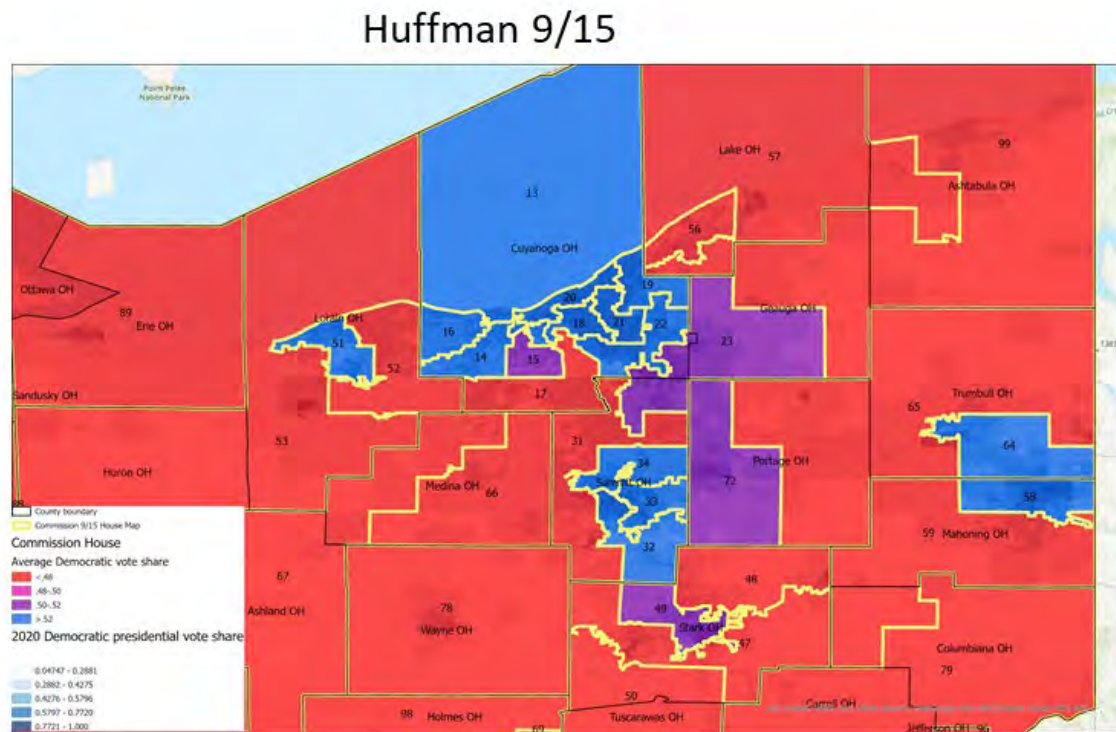 Huffman 9/15
Point Pelee
National Park
99
Lake OH
57
13
Ashtabula OH
56
Cuyahoga OH
19
Ottawa OH
20
Geauga OH
89
Erie OH
Lorain OH
16
18
21
22
51
23
14
15
52
Sandusky OH
17
Trumbull OH
65
53
31
64
34
Portage OH
Huron OH
Medina OH
66
Summit OH
72
33
58
88
59
Mahoning OH
32
67
48
Ashland OH
78
49
Wayne OH
Stark OH
47
Columbiana OH
79
50
Carroll OH
98
Holmes OH
Tuscarawas OH
69
Jefferson OH
96
County boundary
Commission 9/15 House Map
Commission House
Average Democratic vote share
<.48
.48-.50
.50-.52
>.52
2020 Democratic presidential vote share
0.04747 - 0.2881
0.2882 - 0.4275
0.4276 - 0.5796
0.5797 - 0.7720
0.7721 - 1.000